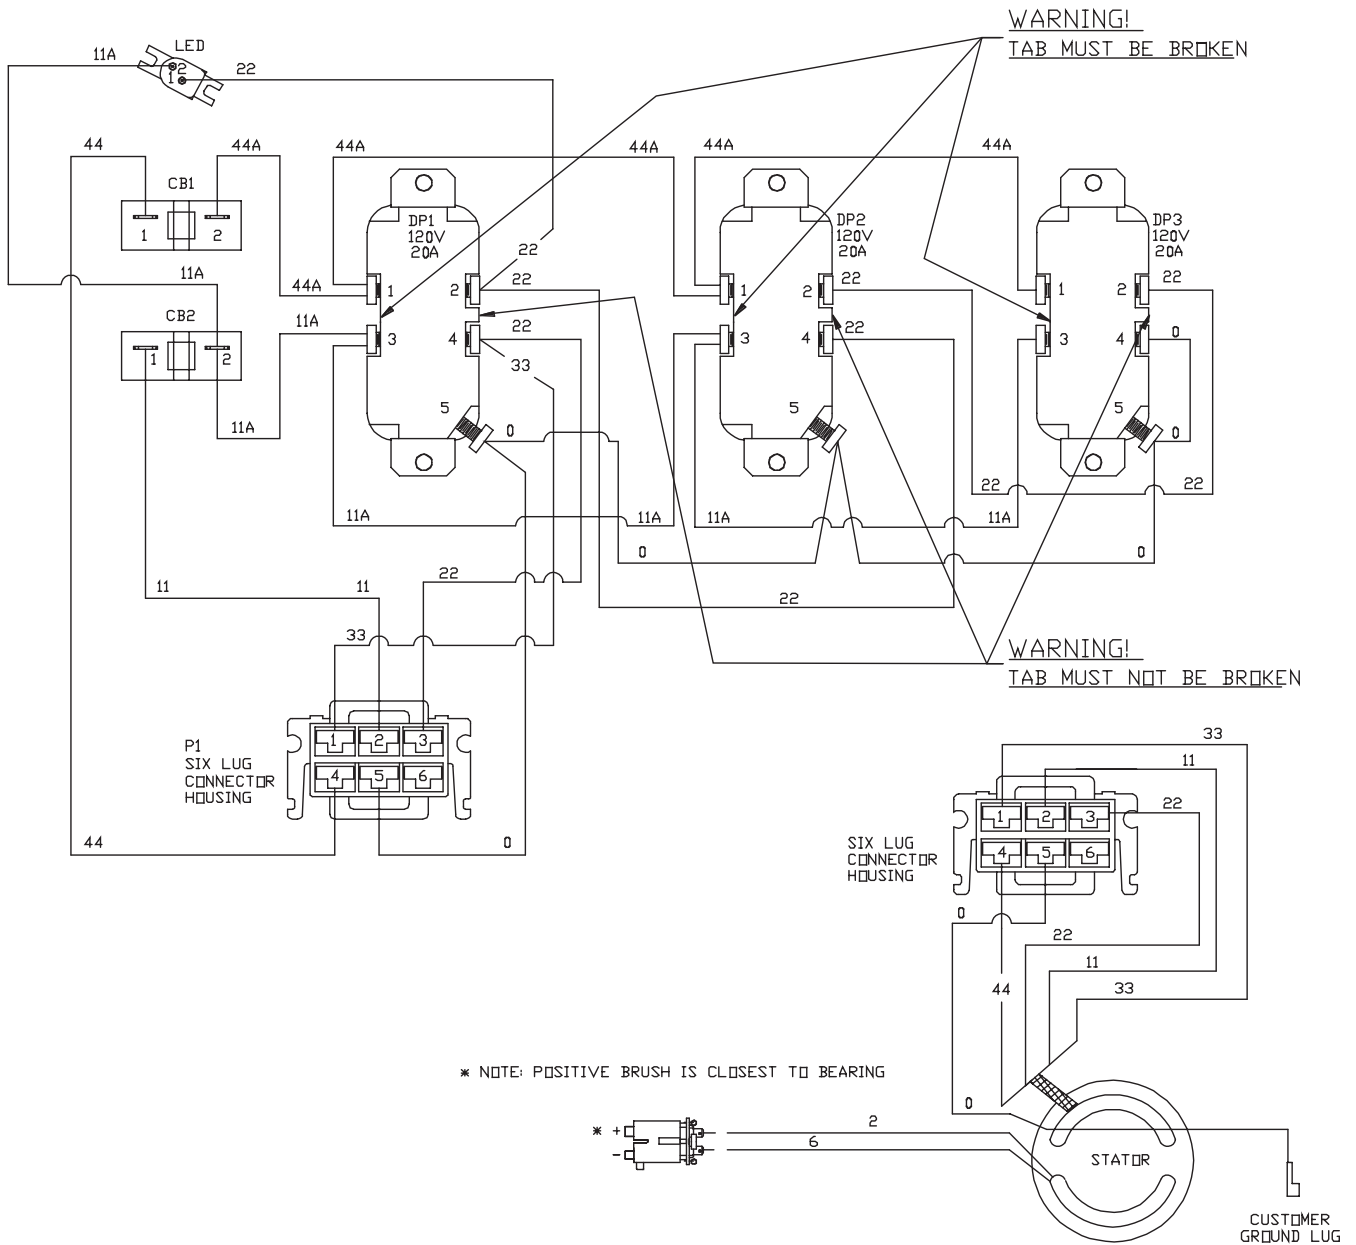 WARNING!
TAB MUST BE BROKEN
LED
11A
2
1
22
44
44A
44A
44A
44A
44A
CB1
1
2
DP1
120V
20A
DP2
120V
20A
DP3
120V
20A
22
11A
44A
1
2
22
1
2
22
1
2
22
CB2
1
2
11A
3
4
22
33
3
4
22
3
4
0
5
0
5
5
0
11A
22
22
11A
11A
11A
11A
0
0
11
11
22
22
33
WARNING!
TAB MUST NOT BE BROKEN
P1
SIX LUG
CONNECTOR
HOUSING
1
2
3
4
5
6
44
0
33
11
22
SIX LUG
CONNECTOR
HOUSING
1
2
3
4
5
6
0
22
11
44
33
* NOTE: POSITIVE BRUSH IS CLOSEST TO BEARING
0
* +
-
2
6
STATOR
CUSTOMER
GROUND LUG